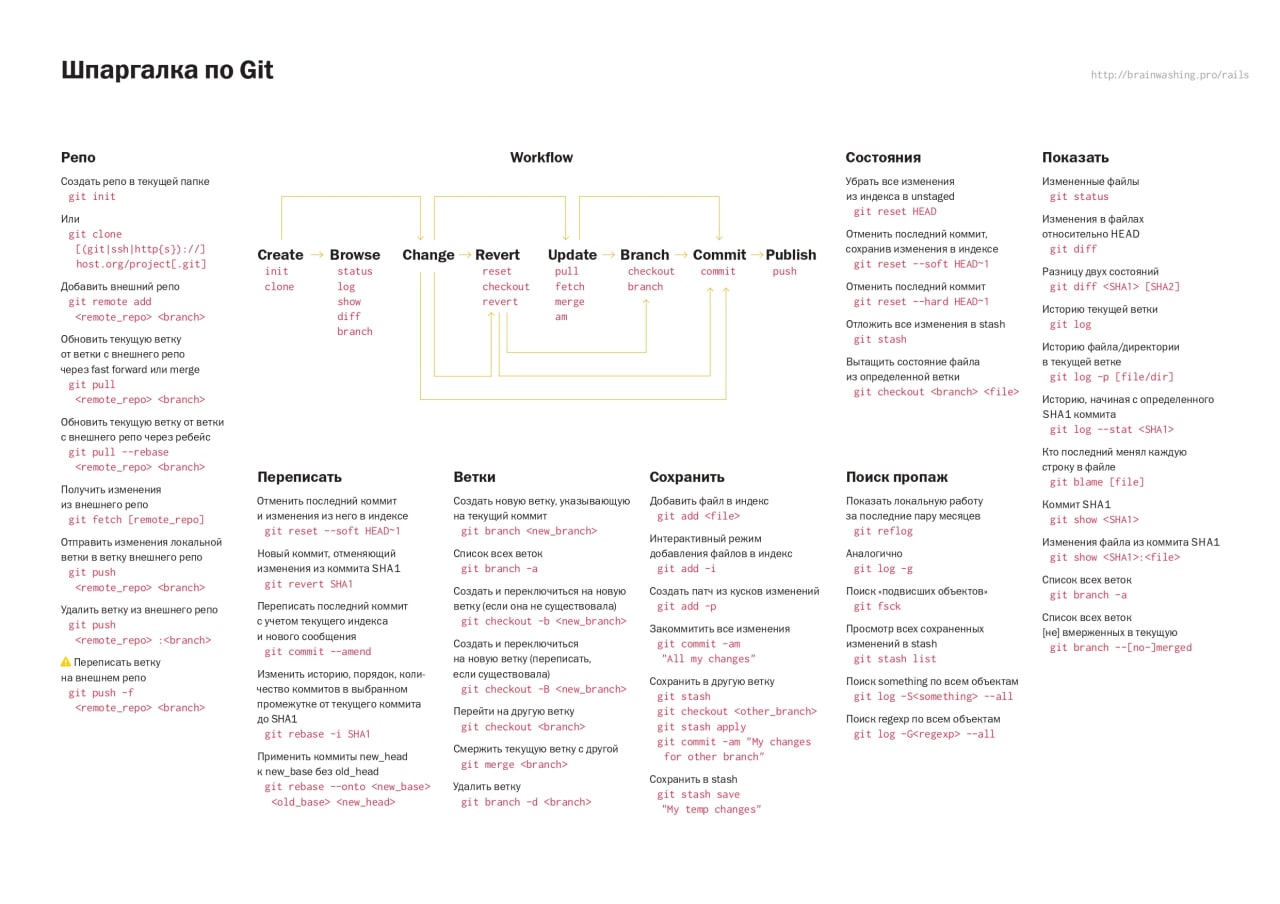 Шпаргалка по Git
http://brainwashing.pro/rails
Репо
Создать репо в текущей папке
git init
Или
git clone
[(git|ssh|http{s})://]
host.org/project[.git]
Добавить внешний репо
git remote add
<remote_repo> <branch>
Обновить текущую ветку
от ветки с внешнего репо
через fast forward или merge
git pull
<remote_repo> <branch>
Обновить текущую ветку от ветки
с внешнего репо через ребейс
git pull --rebase
<remote_repo> <branch>
Получить изменения
из внешнего репо
git fetch [remote_repo]
Отправить изменения локальной
ветки в ветку внешнего репо
git push
<remote_repo> <branch>
Удалить ветку из внешнего репо
git push
<remote_repo> :<branch>
Переписать ветку
на внешнем репо
git push -f
<remote_repo> <branch>
Workflow
Create
init
clone
Browse
status
log
show
diff
branch
Change
Revert
reset
checkout
revert
Update
pull
fetch
merge
am
Branch
checkout
branch
Commit
commit
Publish
push
Состояния
Убрать все изменения
из индекса в unstaged
git reset HEAD
Отменить последний коммит,
сохранив изменения в индексе
git reset --soft HEAD~1
Отменить последний коммит
git reset --hard HEAD~1
Отложить все изменения в stash
git stash
Вытащить состояние файла
из определенной ветки
git checkout <branch> <file>
Показать
Измененные файлы
git status
Изменения в файлах
относительно HEAD
git diff
Разницу двух состояний
git diff <SHA1> [SHA2]
Историю текущей ветки
git log
Историю файла/директории
в текущей ветке
git log -p [file/dir]
Историю, начиная с определенного
SHA1 коммита
git log --stat <SHA1>
Кто последний менял каждую
строку в файле
git blame [file]
Коммит SHA1
git show <SHA1>
Изменения файла из коммита SHA1
git show <SHA1>:<file>
Список всех веток
git branch -a
Список всех веток
[не] вмерженных в текущую
git branch --[no-]merged
Переписать
Отменить последний коммит
и изменения из него в индексе
git reset --soft HEAD~1
Новый коммит, отменяющий
изменения из коммита SHA1
git revert SHA1
Переписать последний коммит
с учетом текущего индекса
и нового сообщения
git commit --amend
Изменить историю, порядок, коли-
чество коммитов в выбранном
промежутке от текущего коммита
до SHA1
git rebase -i SHA1
Применить коммиты new_head
к new_base без old_head
git rebase --onto <new_base>
<old_base> <new_head>
Ветки
Создать новую ветку, указывающую
на текущий коммит
git branch <new_branch>
Список всех веток
git branch -a
Создать и переключиться на новую
ветку (если она не существовала)
git checkout -b <new_branch>
Создать и переключиться
на новую ветку (переписать,
если существовала)
git checkout -B <new_branch>
Перейти на другую ветку
git checkout <branch>
Смержить текущую ветку с другой
git merge <branch>
Удалить ветку
git branch -d <branch>
Сохранить
Добавить файл в индекс
git add <file>
Интерактивный режим
добавления файлов в индекс
git add -i
Создать патч из кусков изменений
git add -p
Закоммитить все изменения
git commit -am
"All my changes"
Сохранить в другую ветку
git stash
git checkout <other_branch>
git stash apply
git commit -am "My changes
for other branch"
Сохранить в stash
git stash save
"My temp changes"
Поиск пропаж
Показать локальную работу
за последние пару месяцев
git reflog
Аналогично
git log -g
Поиск «подвисших объектов»
git fsck
Просмотр всех сохраненных
изменений в stash
git stash list
Поиск something по всем объектам
git log -S<something> --all
Поиск regexp по всем объектам
git log -G<regexp> --all